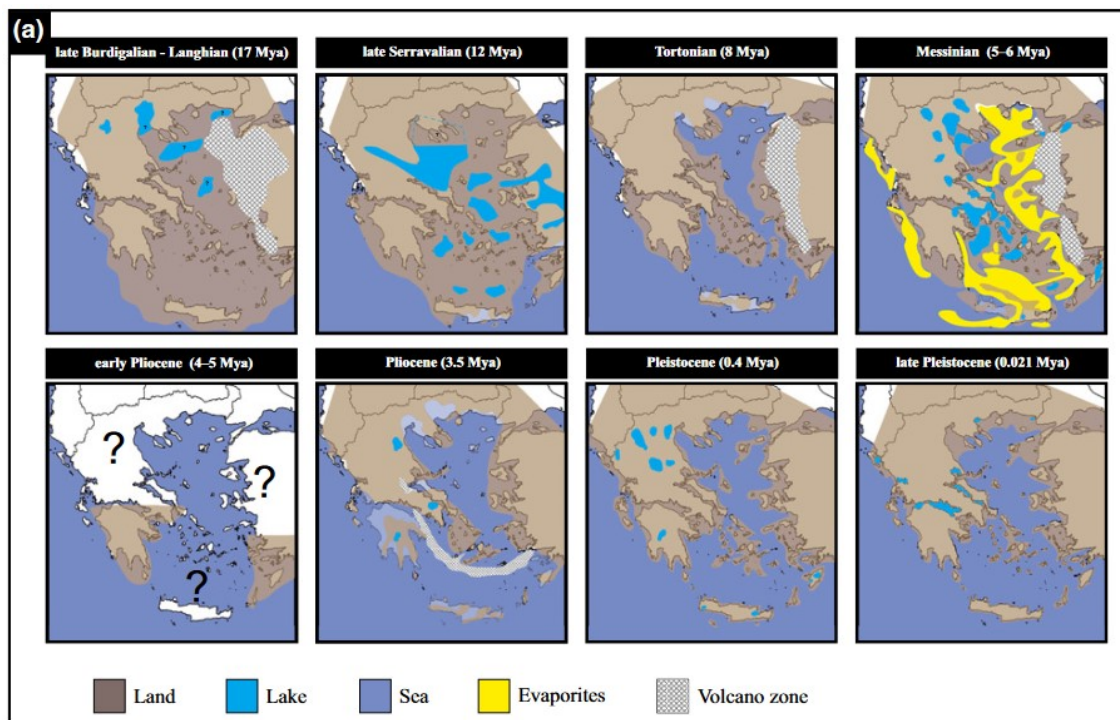 (a)
late Burdigalian - Langhian (17 Mya)
late Serravalian (12 Mya)
Tortonian (8 Mya)
Messinian (5–6 Mya)
?
?
?
?
?
early Pliocene (4–5 Mya)
Pliocene (3.5 Mya)
Pleistocene (0.4 Mya)
late Pleistocene (0.021 Mya)
?
?
?
Land
Lake
Sea
Evaporites
Volcano zone